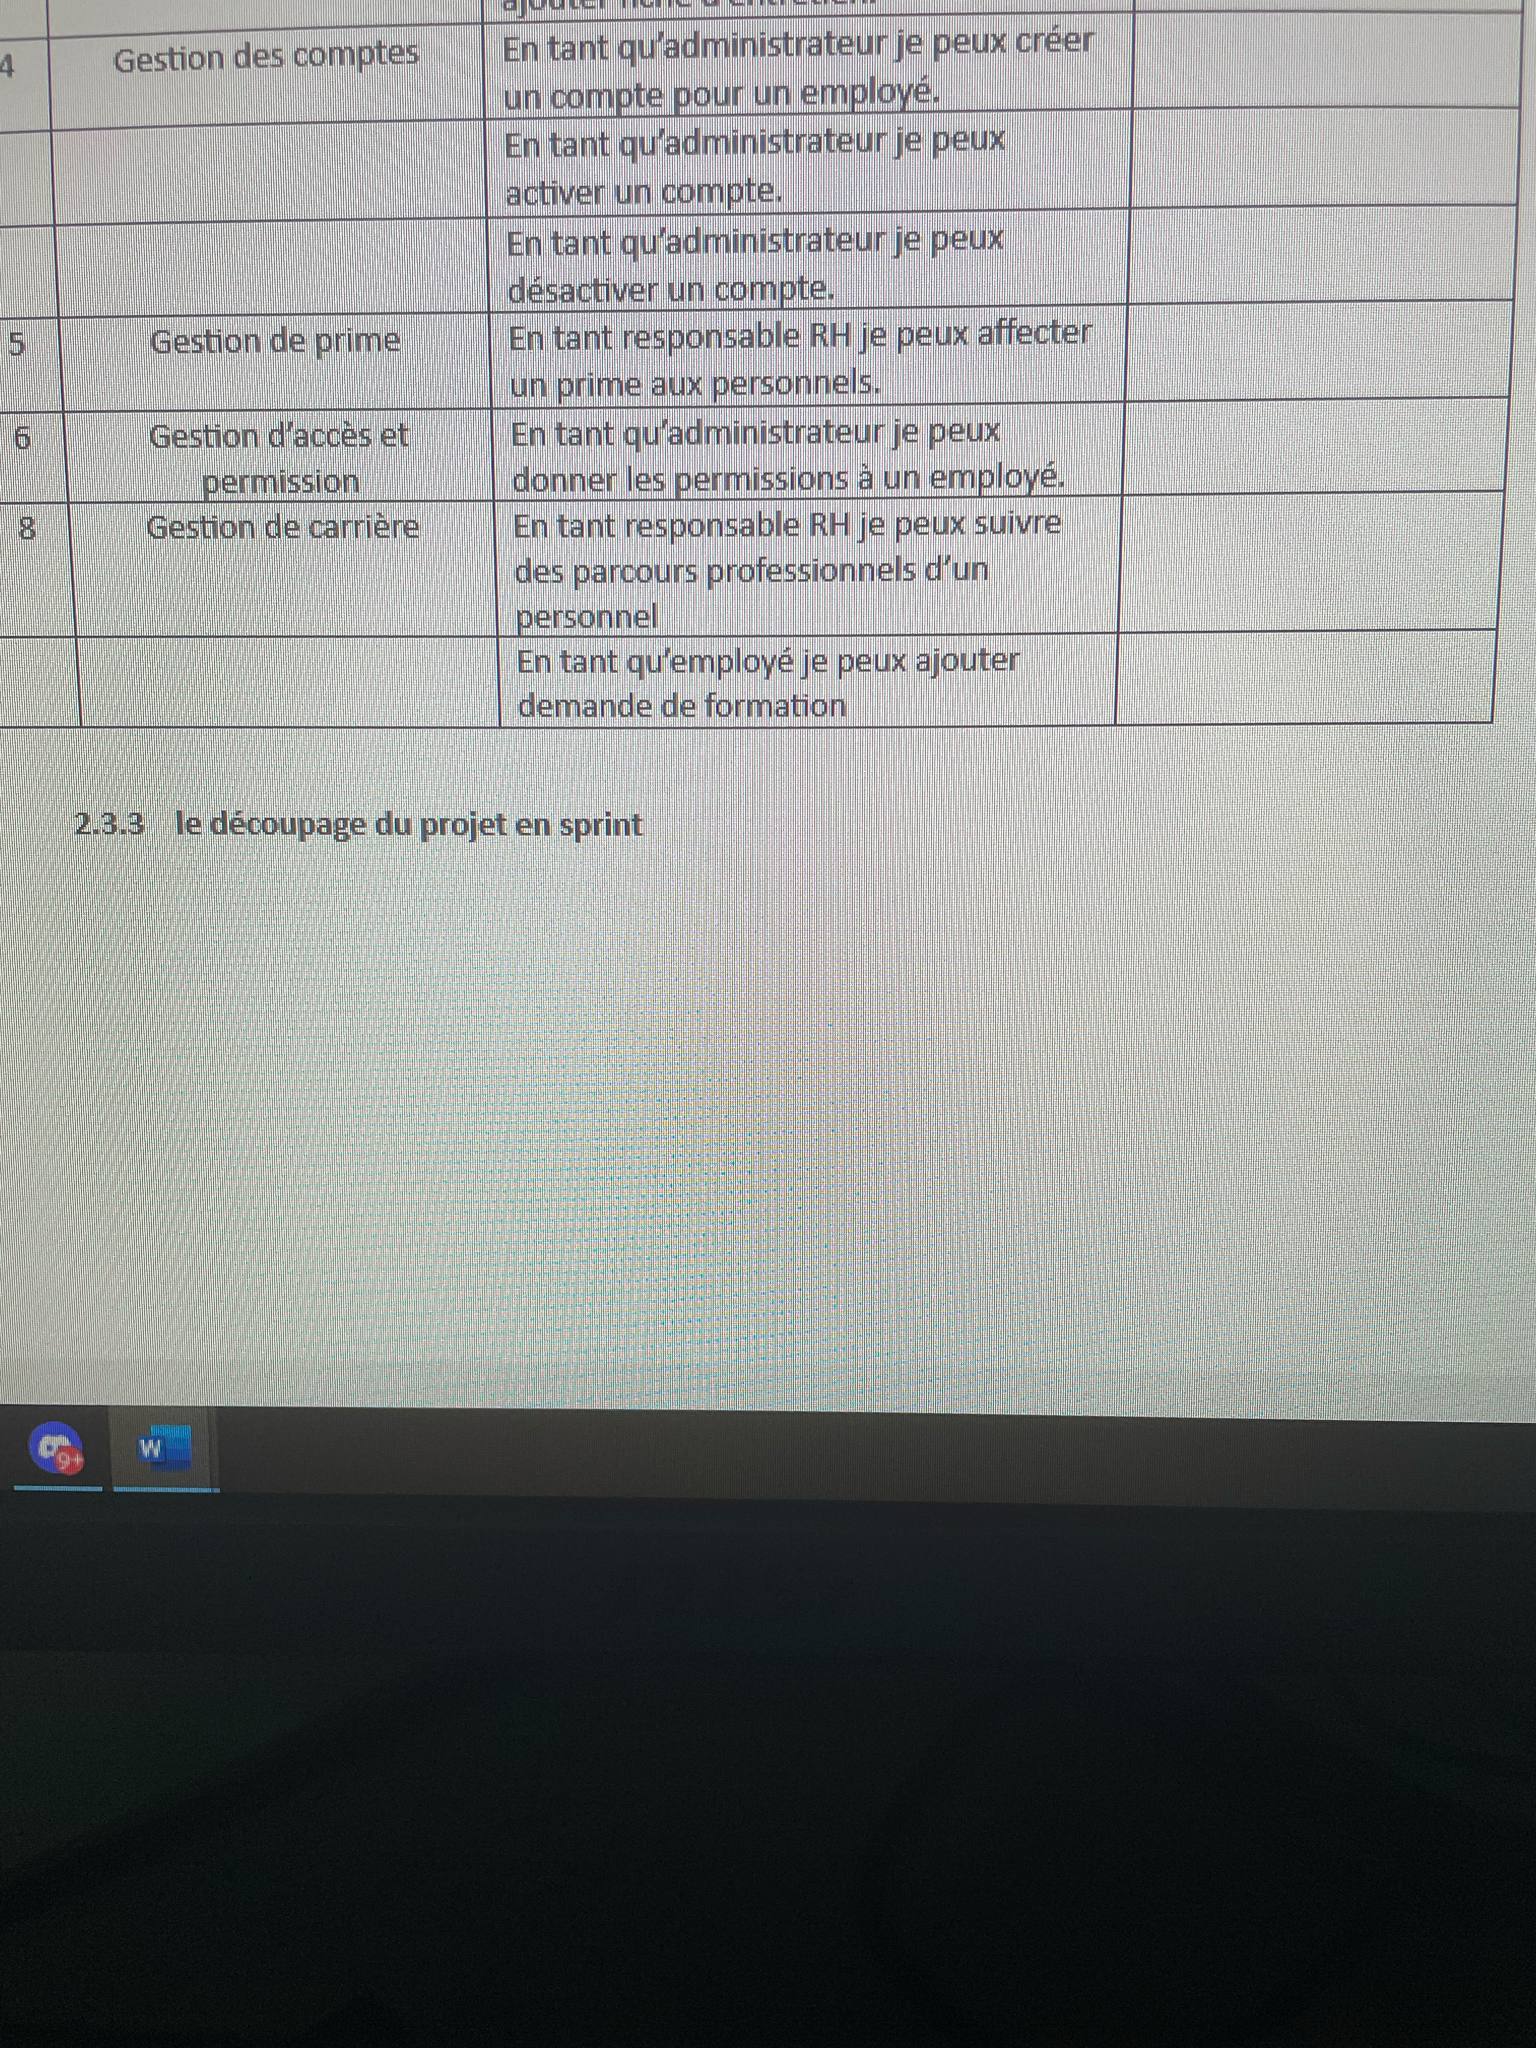 ajouter fiche d'entretien.
4
Gestion des comptes
En tant qu'administrateur je peux créer
un compte pour un employé.
En tant qu'administrateur je peux
activer un compte.
En tant qu'administrateur je peux
désactiver un compte.
5
Gestion de prime
En tant responsable RH je peux affecter
un prime aux personnels.
6
Gestion d'accès et
permission
En tant qu'administrateur je peux
donner les permissions à un employé.
8
Gestion de carrière
En tant responsable RH je peux suivre
des parcours professionnels d'un
personnel
En tant qu'employé je peux ajouter
demande de formation
2.3.3 le découpage du projet en sprint
9+
W